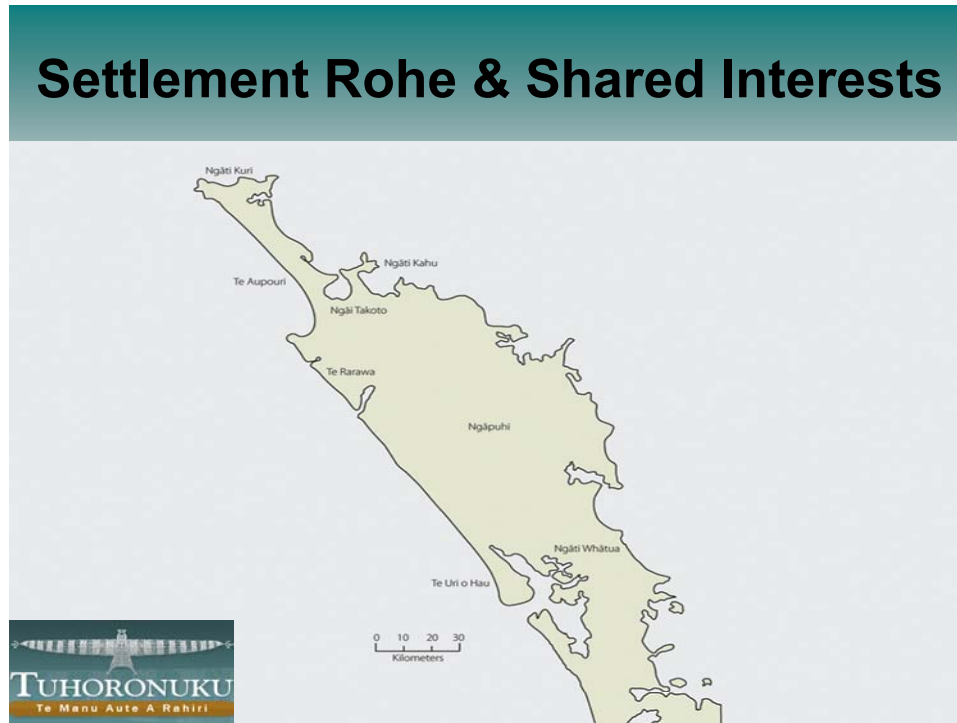 Settlement Rohe & Shared Interests
Ngāti Kuri
Ngāti Kahu
Te Aupouri
Ngāi Takoto
Te Rarawa
Ngāpuhi
Ngāti Whātua
Te Uri o Hau
0 10 20 30
Kilometers
TUHORONUKU
Te Manu Aute A Rahiri